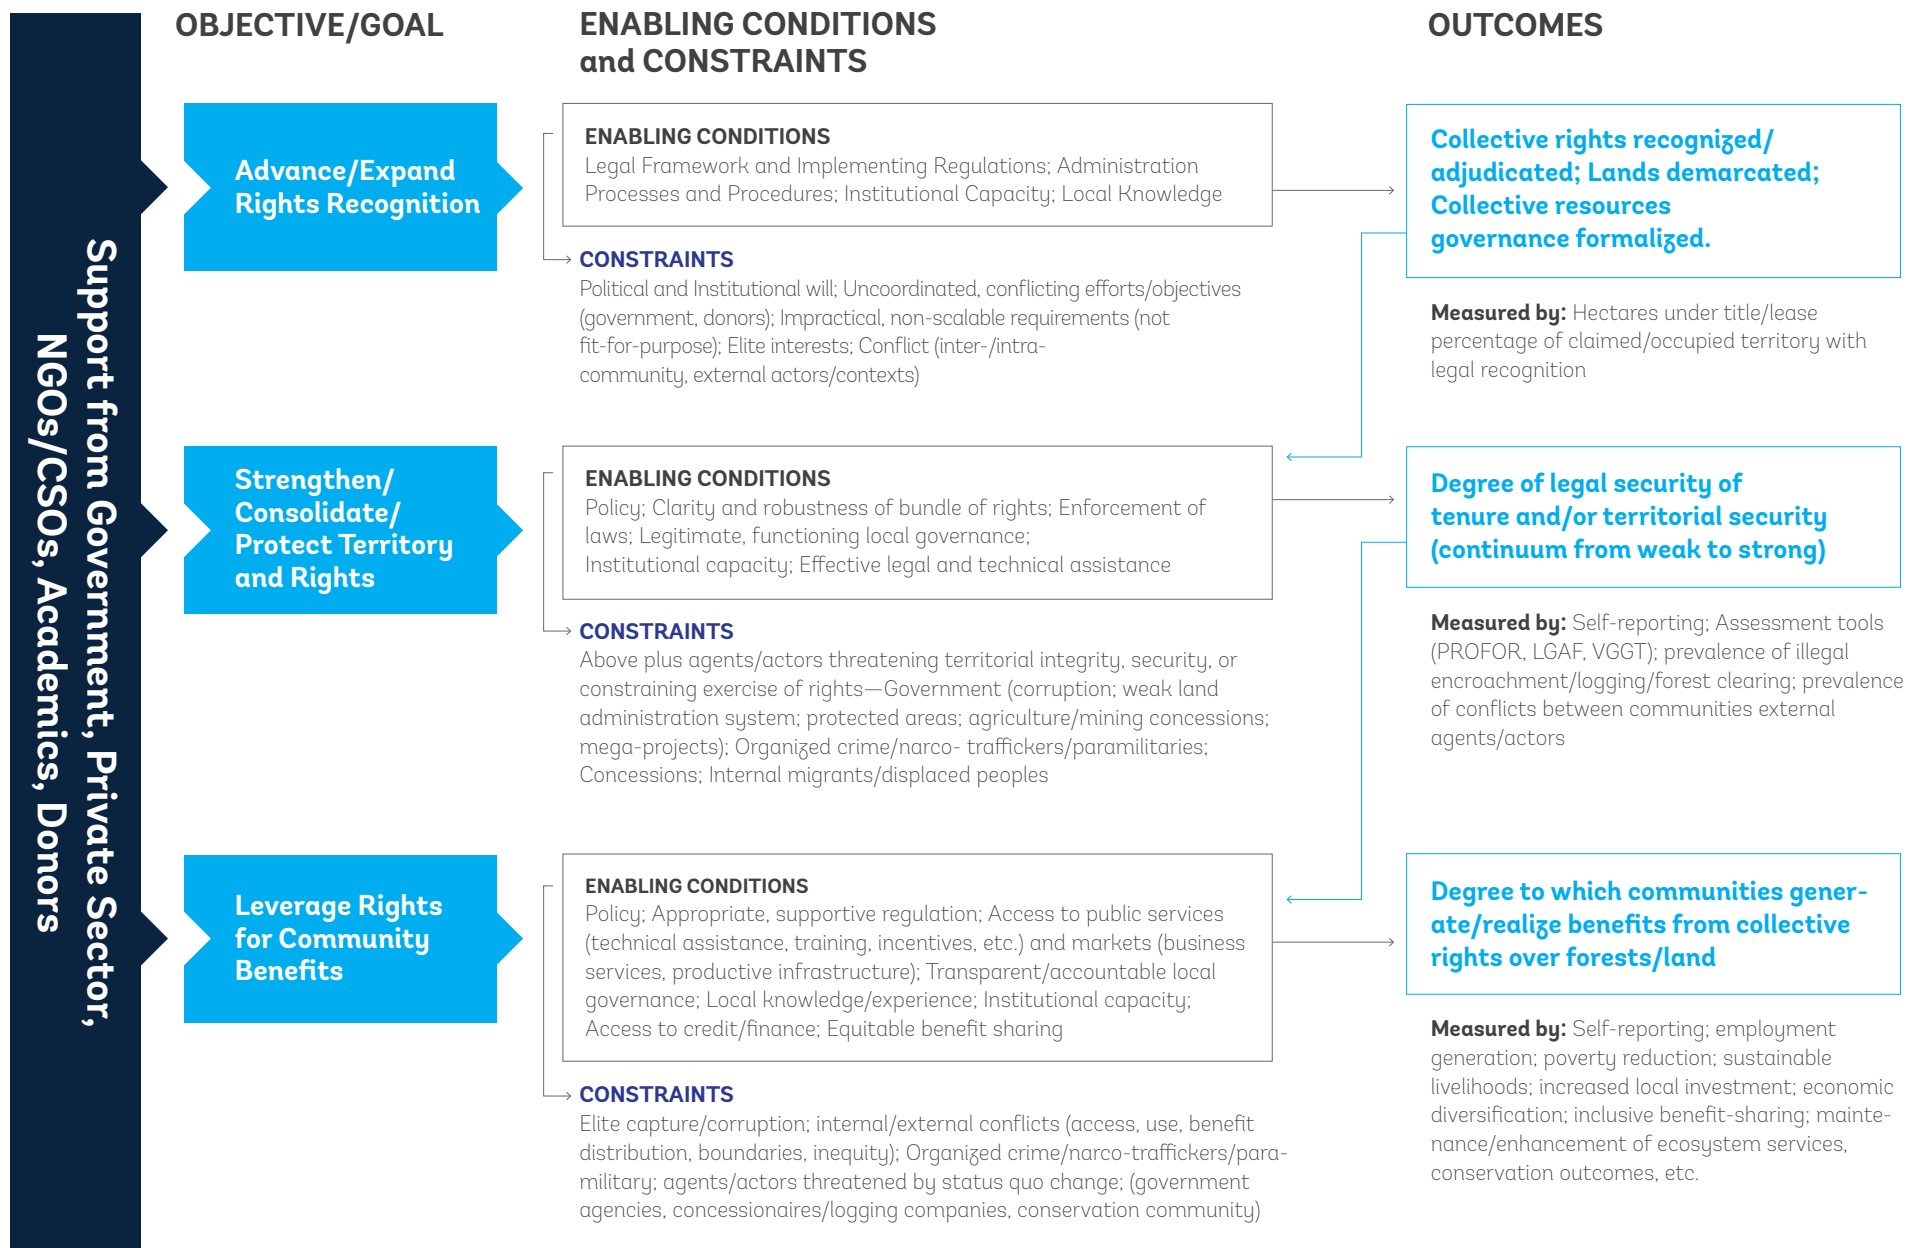 Support from Government, Private Sector,
NGOs/CSOs, Academics, Donors
OBJECTIVE/GOAL
ENABLING CONDITIONS
and CONSTRAINTS
OUTCOMES
Advance/Expand
Rights Recognition
ENABLING CONDITIONS
Legal Framework and Implementing Regulations; Administration
Processes and Procedures; Institutional Capacity; Local Knowledge
CONSTRAINTS
Political and Institutional will; Uncoordinated, conflicting efforts/objectives
(government, donors); Impractical, non-scalable requirements (not
fit-for-purpose); Elite interests; Conflict (inter-/intra-
community, external actors/contexts)
Collective rights recognized/
adjudicated; Lands demarcated;
Collective resources
governance formalized.
Measured by: Hectares under title/lease
percentage of claimed/occupied territory with
legal recognition
Strengthen/
Consolidate/
Protect Territory
and Rights
ENABLING CONDITIONS
Policy; Clarity and robustness of bundle of rights; Enforcement of
laws; Legitimate, functioning local governance;
Institutional capacity; Effective legal and technical assistance
CONSTRAINTS
Above plus agents/actors threatening territorial integrity, security, or
constraining exercise of rights—Government (corruption; weak land
administration system; protected areas; agriculture/mining concessions;
mega-projects); Organized crime/narco- traffickers/paramilitaries;
Concessions; Internal migrants/displaced peoples
Degree of legal security of
tenure and/or territorial security
(continuum from weak to strong)
Measured by: Self-reporting; Assessment tools
(PROFOR, LGAF, VGGT); prevalence of illegal
encroachment/logging/forest clearing; prevalence
of conflicts between communities external
agents/actors
Leverage Rights
for Community
Benefits
ENABLING CONDITIONS
Policy; Appropriate, supportive regulation; Access to public services
(technical assistance, training, incentives, etc.) and markets (business
services, productive infrastructure); Transparent/accountable local
governance; Local knowledge/experience; Institutional capacity;
Access to credit/finance; Equitable benefit sharing
CONSTRAINTS
Elite capture/corruption; internal/external conflicts (access, use, benefit
distribution, boundaries, inequity); Organized crime/narco-traffickers/para-
military; agents/actors threatened by status quo change; (government
agencies, concessionaires/logging companies, conservation community)
Degree to which communities gener-
ate/realize benefits from collective
rights over forests/land
Measured by: Self-reporting; employment
generation; poverty reduction; sustainable
livelihoods; increased local investment; economic
diversification; inclusive benefit-sharing; mainte-
nance/enhancement of ecosystem services,
conservation outcomes, etc.